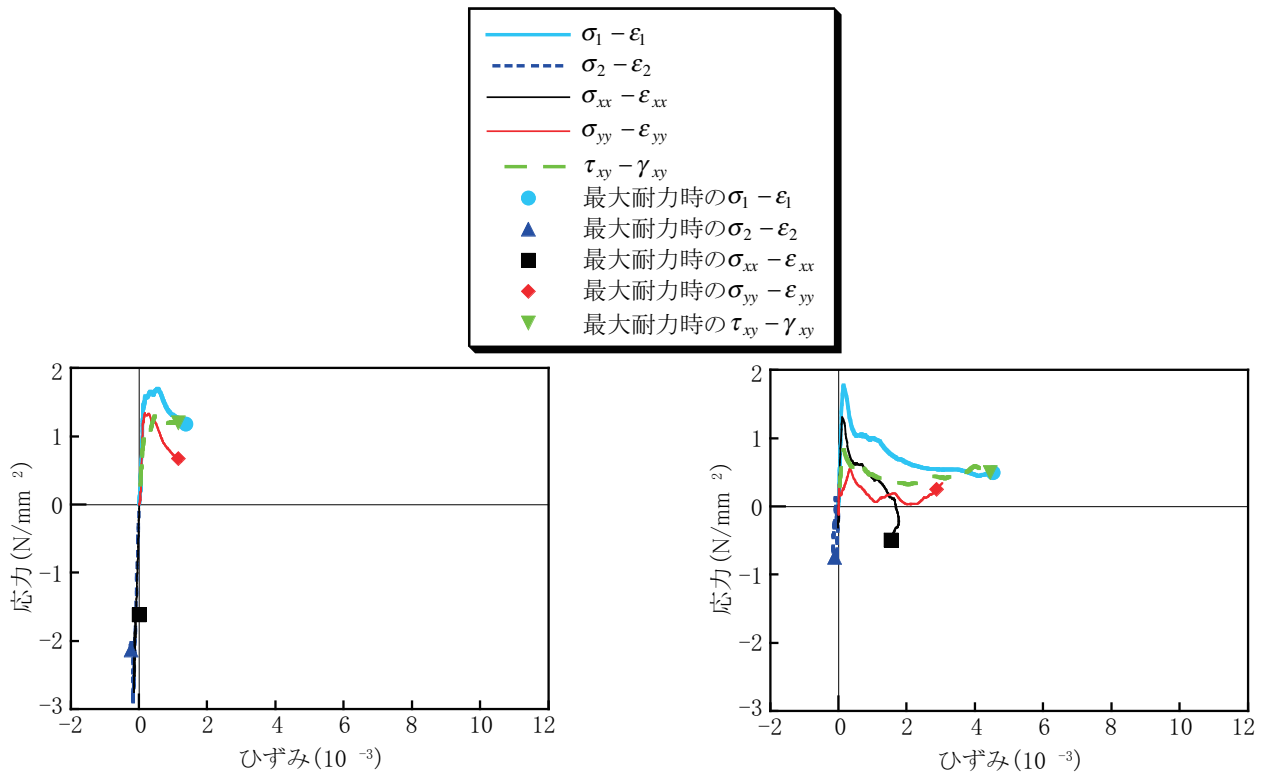 σ₁ − ε₁
σ₂ − ε₂
σxx − εxx
σyy − εyy
τxy − γxy
最大耐力時のσ₁ − ε₁
最大耐力時のσ₂ − ε₂
最大耐力時のσxx − εxx
最大耐力時のσyy − εyy
最大耐力時のτxy − γxy
2
1
0
−1
−2
−3
応力(N/mm ²)
−2 0 2 4 6 8 10 12
ひずみ(10 ⁻³)
2
1
0
−1
−2
−3
応力(N/mm ²)
−2 0 2 4 6 8 10 12
ひずみ(10 ⁻³)